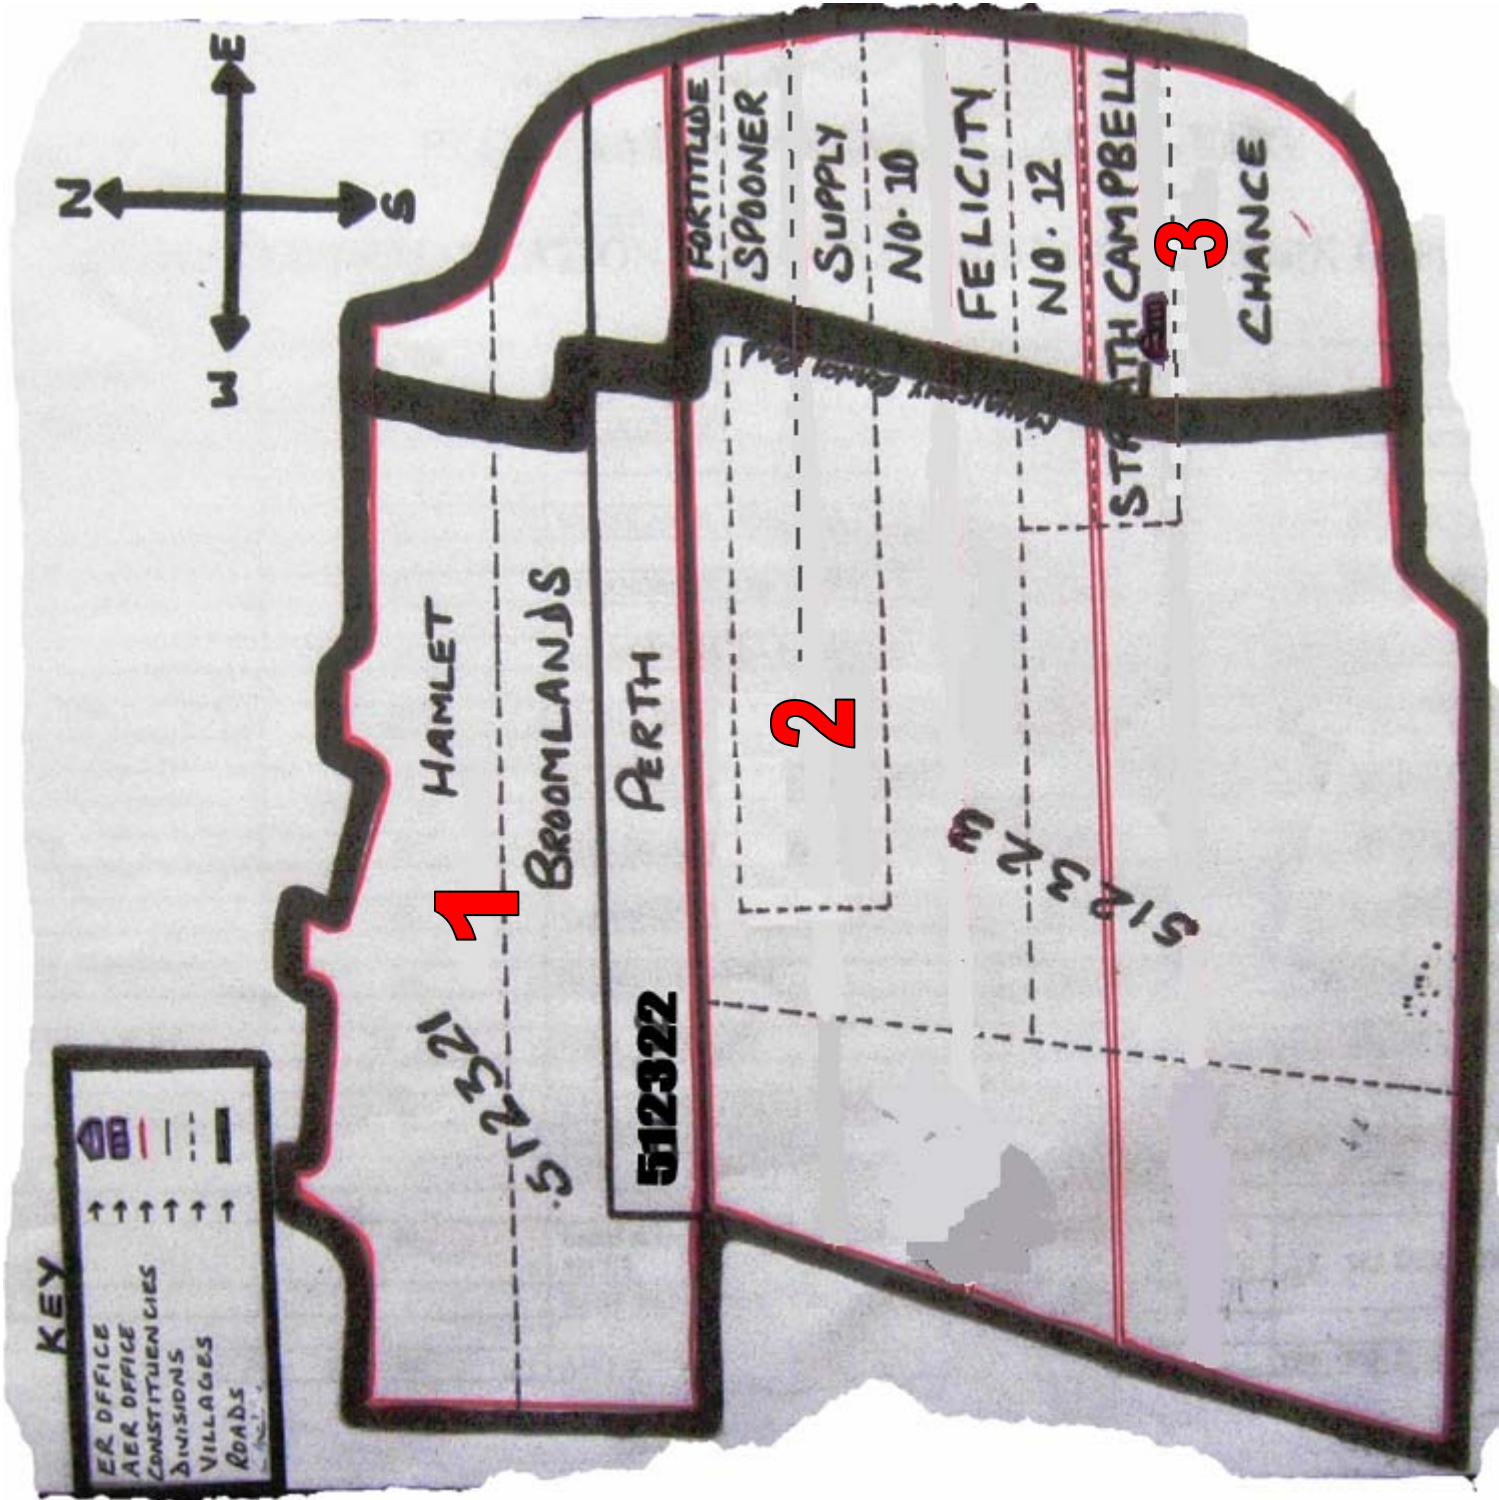 KEY
ER OFFICE
AER OFFICE
CONSTITUENCIES
DIVISIONS
VILLAGES
ROADS
N
S
E
W
HAMLET
1
BROOMLANDS
512321
PERTH
512322
FORTITUDE
SPOONER
SUPPLY
NO. 10
FELICITY
NO. 12
STRATH CAMPBELL
CHANCE
2
3
512323